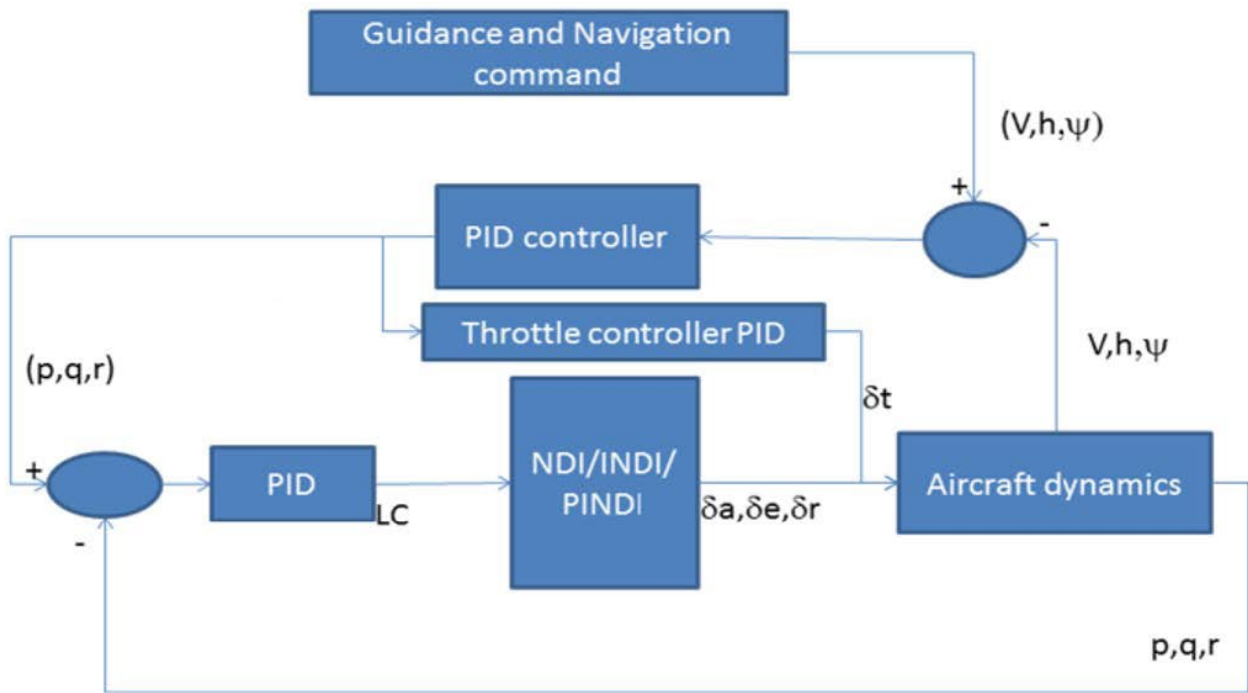 Guidance and Navigation
command
(V,h,ψ)
+
-
PID controller
Throttle controller PID
V,h,ψ
(p,q,r)
δt
+
PID
NDI/INDI/
PINDI
Aircraft dynamics
LC
δa,δe,δr
-
p,q,r